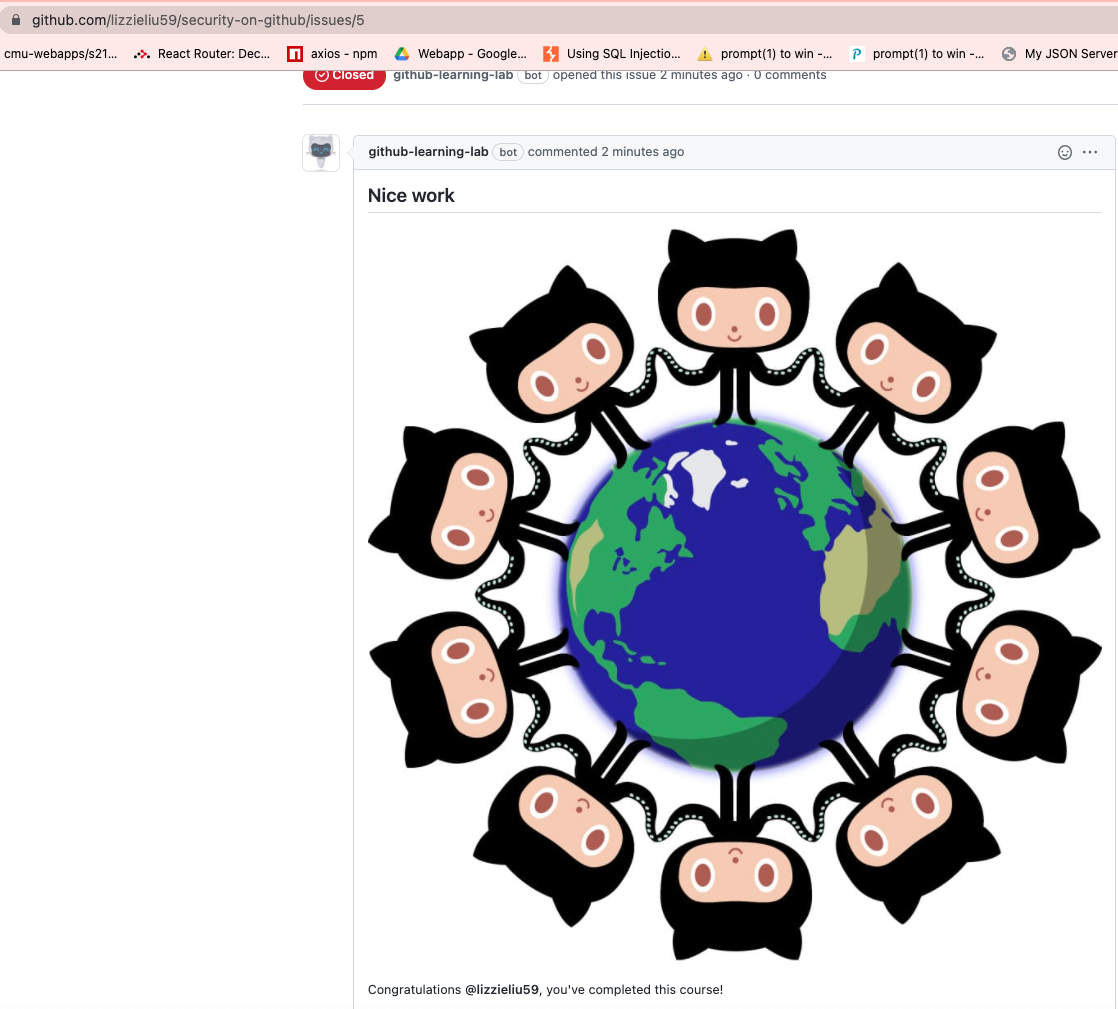 github.com/lizzieliu59/security-on-github/issues/5
cmu-webapps/s21... React Router: Dec... axios - npm Webapp - Google... Using SQL Injectio... prompt(1) to win -... prompt(1) to win -... My JSON Server
Closed github-learning-lab bot opened this issue 2 minutes ago · 0 comments
github-learning-lab bot commented 2 minutes ago
Nice work
Congratulations @lizzieliu59, you've completed this course!